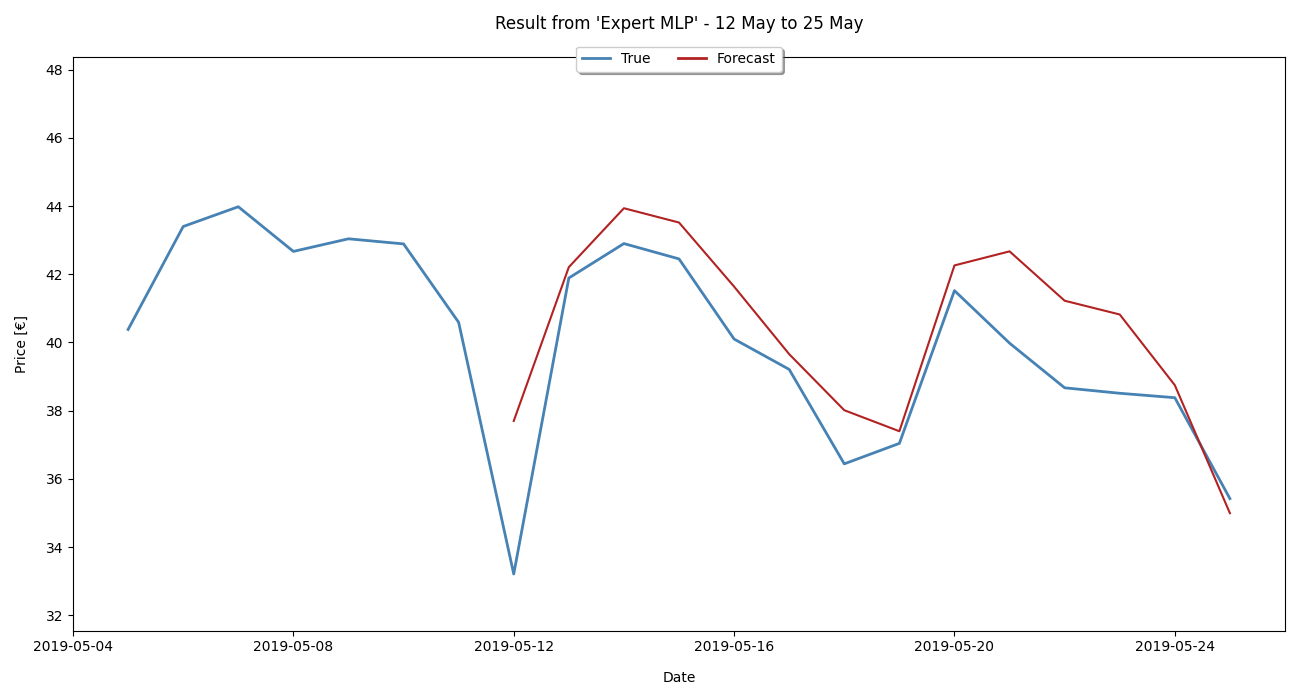 Result from 'Expert MLP' - 12 May to 25 May
True Forecast
48
46
44
42
40
38
36
34
32
Price [€]
2019-05-04 2019-05-08 2019-05-12 2019-05-16 2019-05-20 2019-05-24
Date